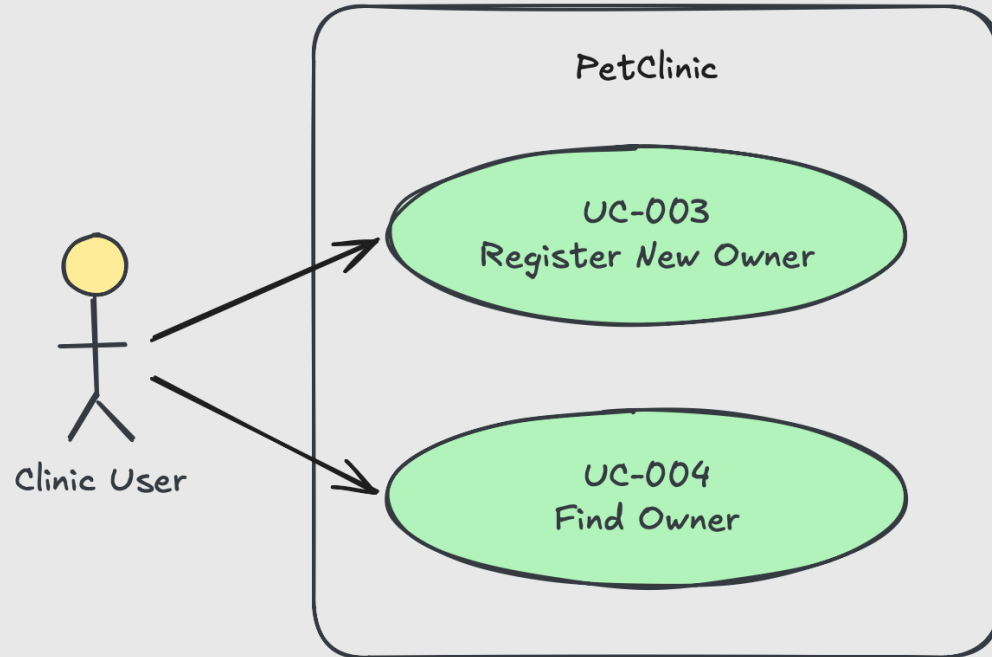 PetClinic
UC-003
Register New Owner
Clinic User
UC-004
Find Owner